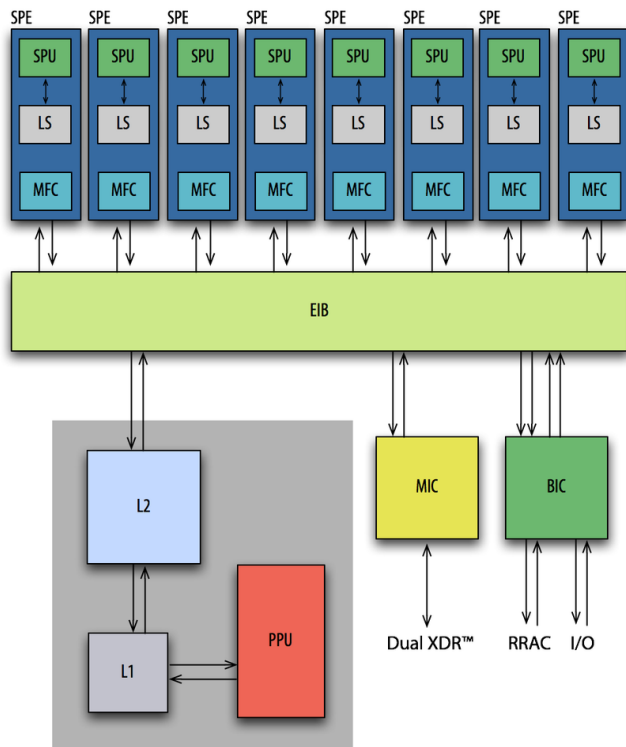 SPE SPE SPE SPE SPE SPE SPE SPE
SPU SPU SPU SPU SPU SPU SPU SPU
LS LS LS LS LS LS LS LS
MFC MFC MFC MFC MFC MFC MFC MFC
EIB
L2
MIC
BIC
PPU
L1
Dual XDR™ RRAC I/O